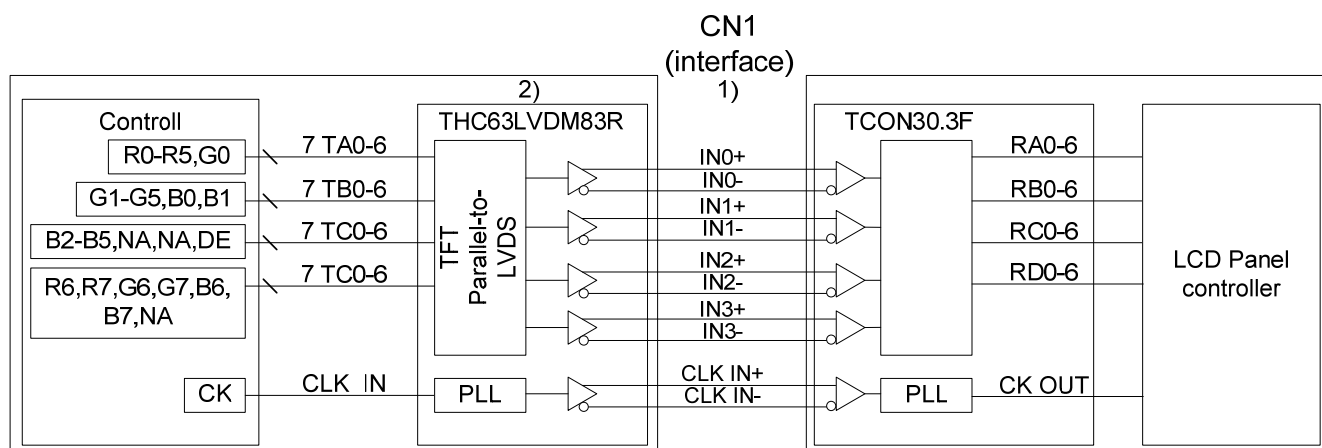 CN1
(interface)
1)
2)
Controll
THC63LVDM83R
TCON30.3F
R0-R5,G0
7 TA0-6
IN0+
IN0-
RA0-6
G1-G5,B0,B1
7 TB0-6
IN1+
IN1-
RB0-6
B2-B5,NA,NA,DE
7 TC0-6
IN2+
IN2-
RC0-6
R6,R7,G6,G7,B6,
B7,NA
7 TC0-6
IN3+
IN3-
RD0-6
TFT
Parallel-to-
LVDS
LCD Panel
controller
CK
CLK IN
PLL
CLK IN+
CLK IN-
PLL
CK OUT